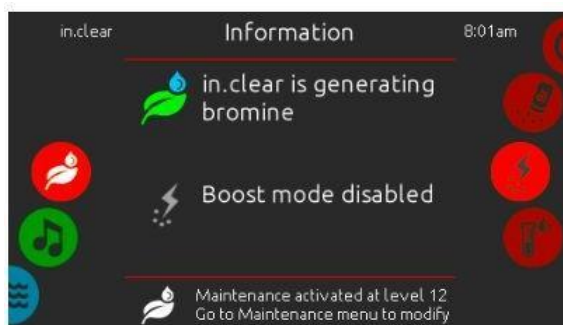 in.clear
Information
8:01am
in.clear is generating
bromine
Boost mode disabled
Maintenance activated at level 12
Go to Maintenance menu to modify